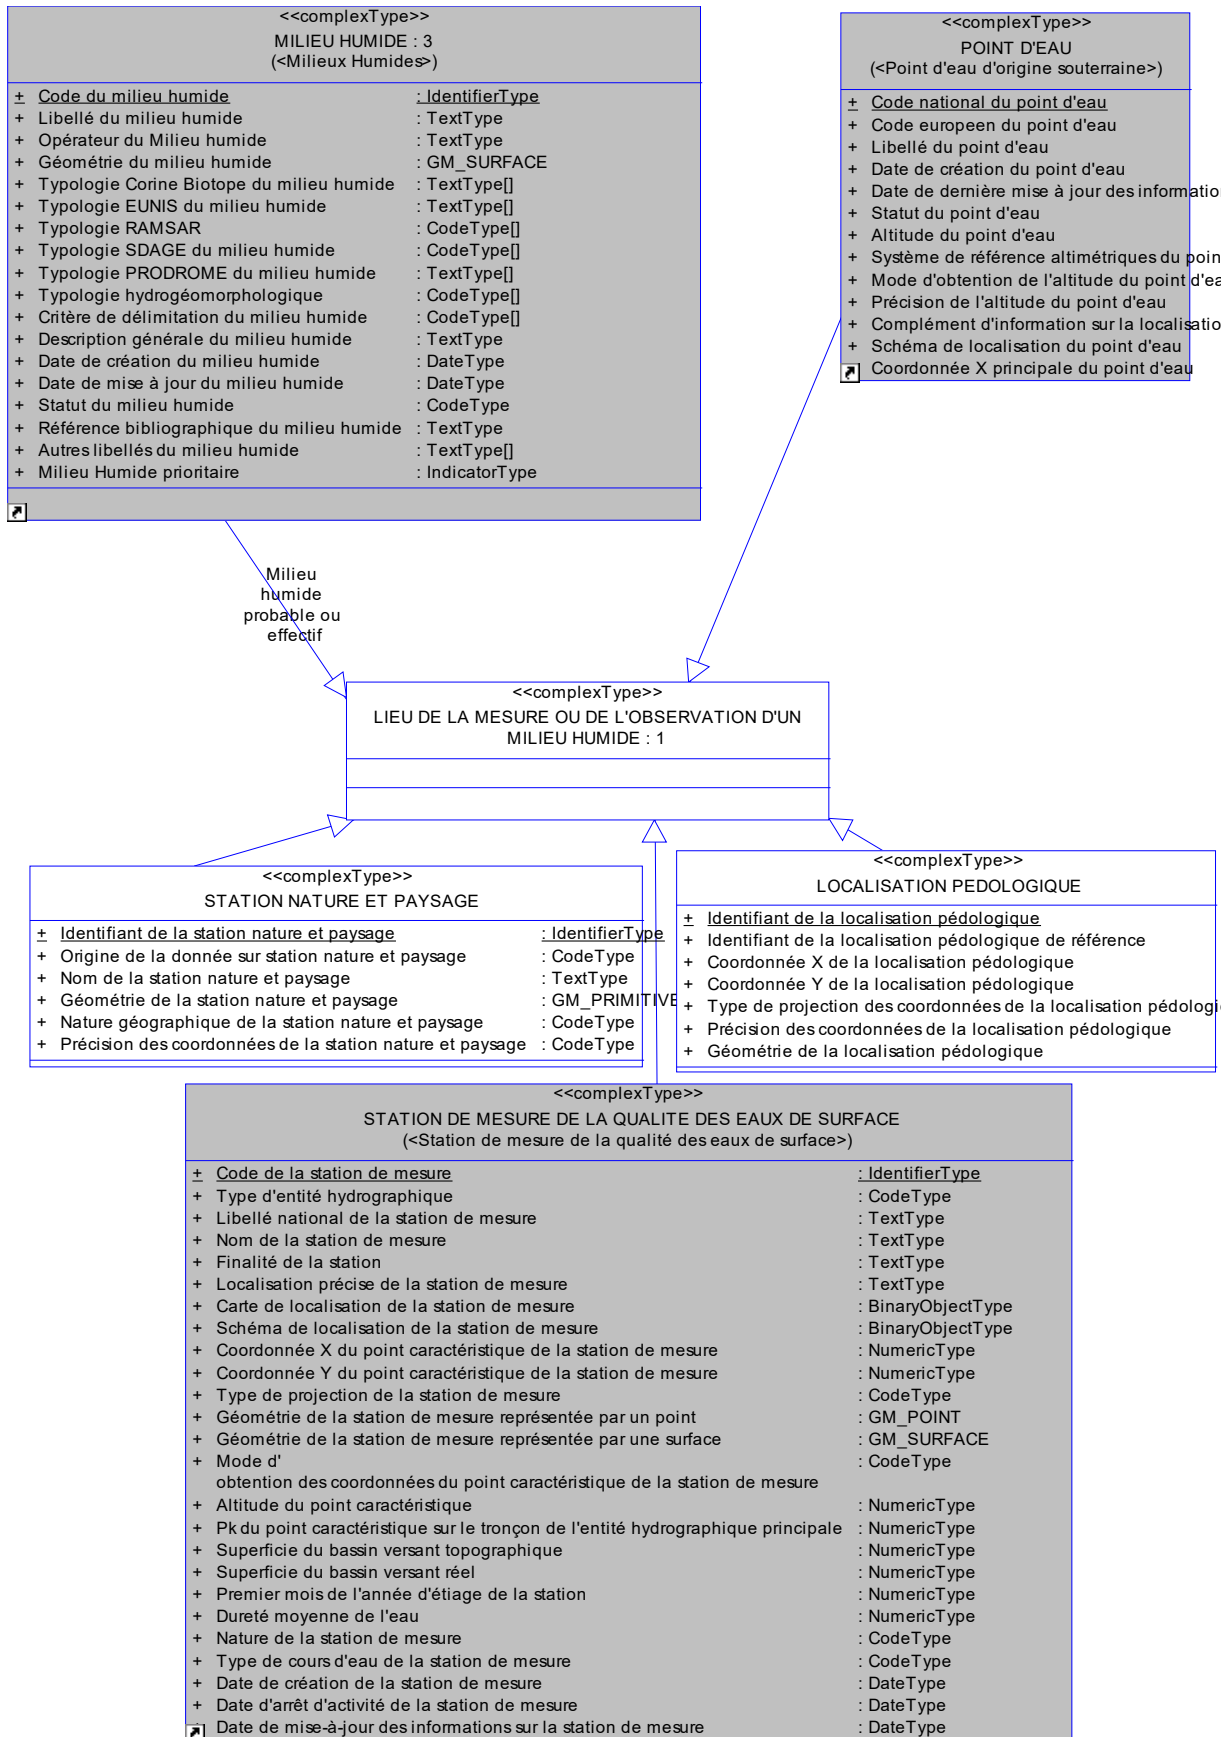 <<complexType>>
MILIEU HUMIDE : 3
(<Milieux Humides>)
+ Code du milieu humide : IdentifierType
+ Libellé du milieu humide : TextType
+ Opérateur du Milieu humide : TextType
+ Géométrie du milieu humide : GM_SURFACE
+ Typologie Corine Biotope du milieu humide : TextType[]
+ Typologie EUNIS du milieu humide : TextType[]
+ Typologie RAMSAR : CodeType[]
+ Typologie SDAGE du milieu humide : CodeType[]
+ Typologie PRODROME du milieu humide : TextType[]
+ Typologie hydrogéomorphologique : CodeType[]
+ Critère de délimitation du milieu humide : CodeType[]
+ Description générale du milieu humide : TextType
+ Date de création du milieu humide : DateType
+ Date de mise à jour du milieu humide : DateType
+ Statut du milieu humide : CodeType
+ Référence bibliographique du milieu humide : TextType
+ Autres libellés du milieu humide : TextType[]
+ Milieu Humide prioritaire : IndicatorType
<<complexType>>
POINT D'EAU
(<Point d'eau d'origine souterraine>)
+ Code national du point d'eau
+ Code europeen du point d'eau
+ Libellé du point d'eau
+ Date de création du point d'eau
+ Date de dernière mise à jour des informatio
+ Statut du point d'eau
+ Altitude du point d'eau
+ Système de référence altimétriques du poin
+ Mode d'obtention de l'altitude du point d'ea
+ Précision de l'altitude du point d'eau
+ Complément d'information sur la localisatio
+ Schéma de localisation du point d'eau
Coordonnée X principale du point d'eau
Milieu
humide
probable ou
effectif
<<complexType>>
LIEU DE LA MESURE OU DE L'OBSERVATION D'UN
MILIEU HUMIDE : 1
<<complexType>>
STATION NATURE ET PAYSAGE
+ Identifiant de la station nature et paysage : IdentifierType
+ Origine de la donnée sur station nature et paysage : CodeType
+ Nom de la station nature et paysage : TextType
+ Géométrie de la station nature et paysage : GM_PRIMITIVE
+ Nature géographique de la station nature et paysage : CodeType
+ Précision des coordonnées de la station nature et paysage : CodeType
<<complexType>>
LOCALISATION PEDOLOGIQUE
+ Identifiant de la localisation pédologique
+ Identifiant de la localisation pédologique de référence
+ Coordonnée X de la localisation pédologique
+ Coordonnée Y de la localisation pédologique
+ Type de projection des coordonnées de la localisation pédologi
+ Précision des coordonnées de la localisation pédologique
+ Géométrie de la localisation pédologique
<<complexType>>
STATION DE MESURE DE LA QUALITE DES EAUX DE SURFACE
(<Station de mesure de la qualité des eaux de surface>)
+ Code de la station de mesure : IdentifierType
+ Type d'entité hydrographique : CodeType
+ Libellé national de la station de mesure : TextType
+ Nom de la station de mesure : TextType
+ Finalité de la station : TextType
+ Localisation précise de la station de mesure : TextType
+ Carte de localisation de la station de mesure : BinaryObjectType
+ Schéma de localisation de la station de mesure : BinaryObjectType
+ Coordonnée X du point caractéristique de la station de mesure : NumericType
+ Coordonnée Y du point caractéristique de la station de mesure : NumericType
+ Type de projection de la station de mesure : CodeType
+ Géométrie de la station de mesure représentée par un point : GM_POINT
+ Géométrie de la station de mesure représentée par une surface : GM_SURFACE
+ Mode d' : CodeType
obtention des coordonnées du point caractéristique de la station de mesure
+ Altitude du point caractéristique : NumericType
+ Pk du point caractéristique sur le tronçon de l'entité hydrographique principale : NumericType
+ Superficie du bassin versant topographique : NumericType
+ Superficie du bassin versant réel : NumericType
+ Premier mois de l'année d'étiage de la station : NumericType
+ Dureté moyenne de l'eau : NumericType
+ Nature de la station de mesure : CodeType
+ Type de cours d'eau de la station de mesure : CodeType
+ Date de création de la station de mesure : DateType
+ Date d'arrêt d'activité de la station de mesure : DateType
Date de mise-à-jour des informations sur la station de mesure : DateType